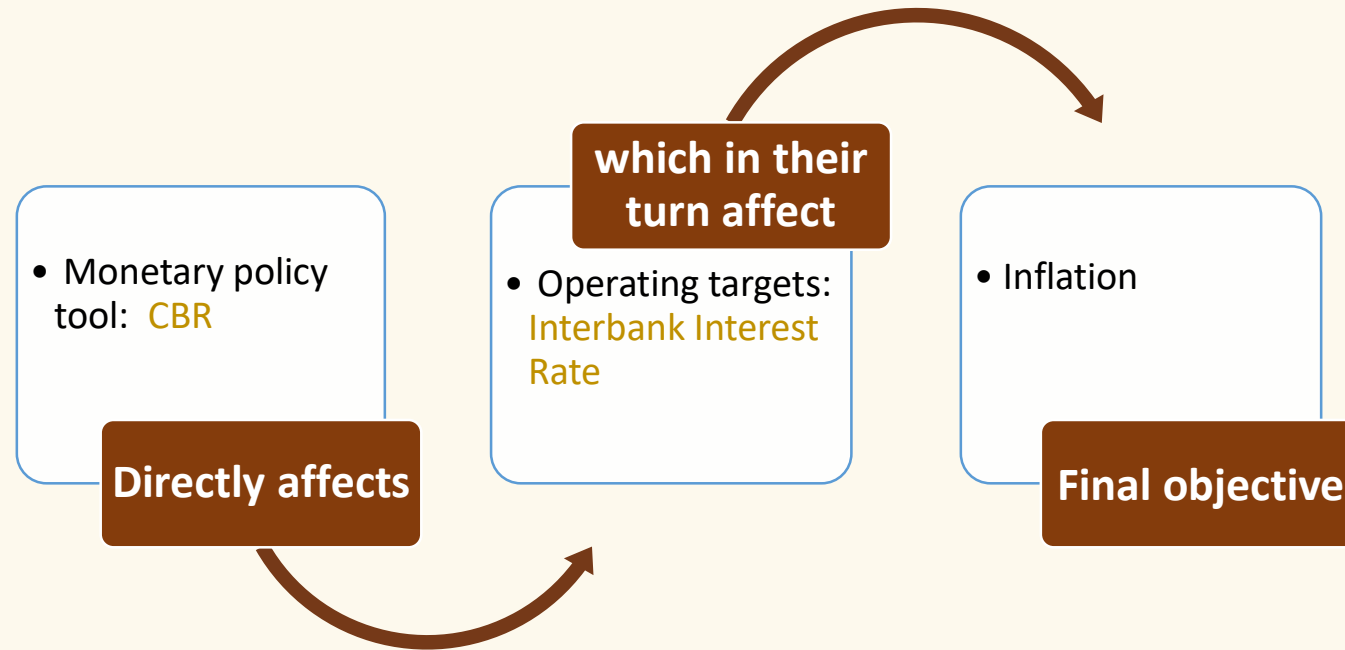 • Monetary policy
tool: CBR
Directly affects
which in their
turn affect
• Operating targets:
Interbank Interest
Rate
• Inflation
Final objective